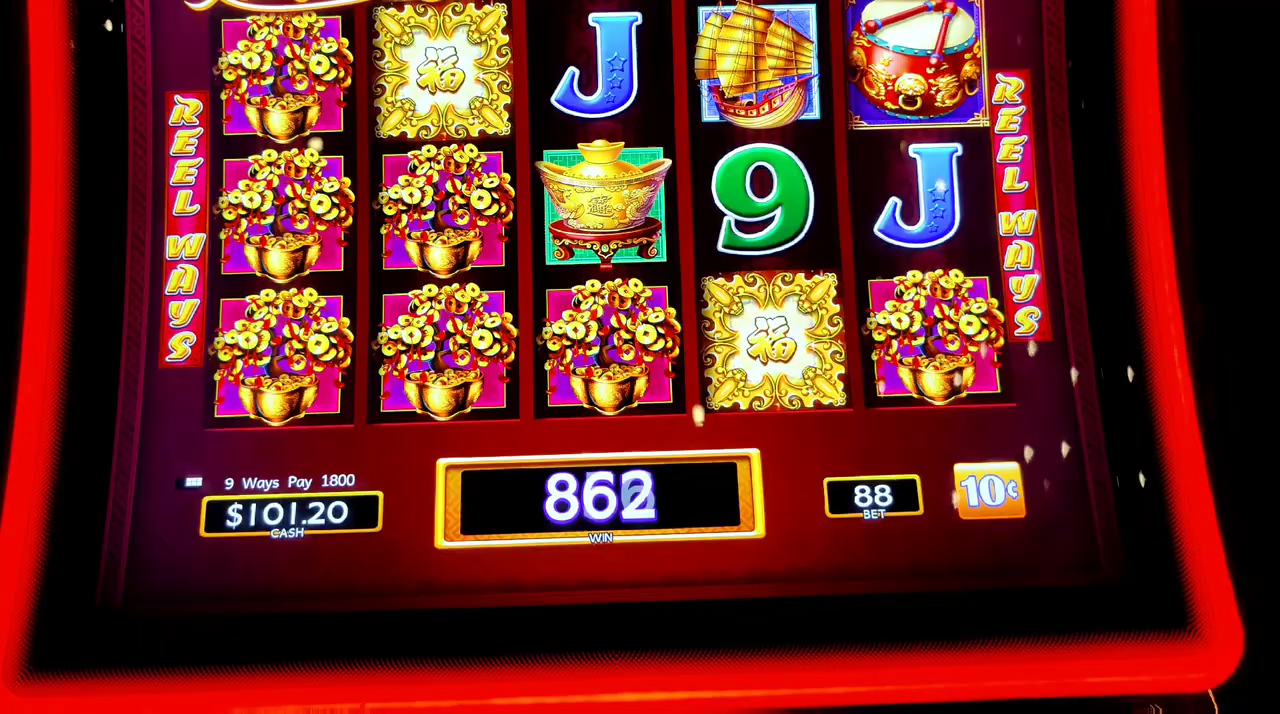 福
J
REEL WAYS
REEL WAYS
9
J
福
9 Ways Pay 1800
$101.20
CASH
862
WIN
88
BET
10¢